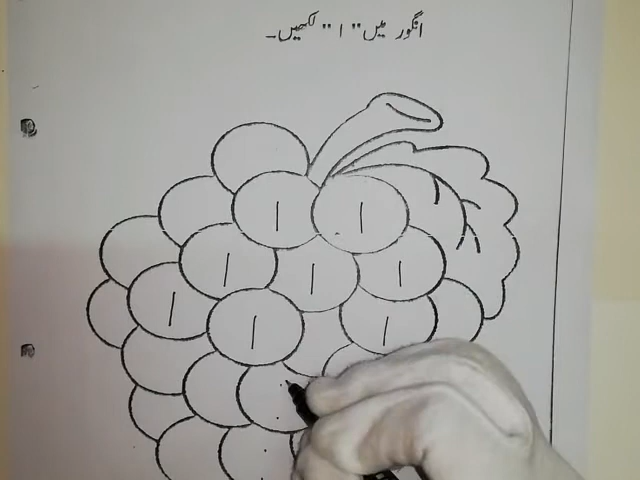 انگور میں "ا" لکھیں۔
ا ا
ا ا ا
ا ا ا